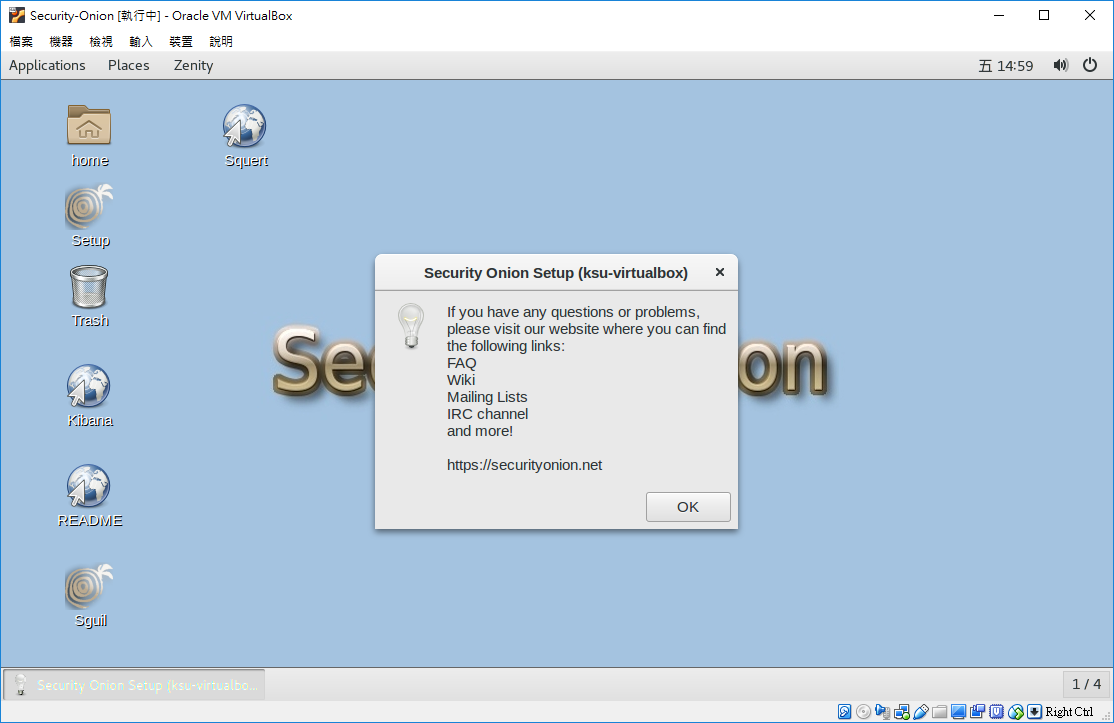 Security-Onion [執行中] - Oracle VM VirtualBox
檔案 機器 檢視 輸入 裝置 說明
Applications Places Zenity 五 14:59
home
Squert
Setup
Trash
Kibana
README
Sguil
Security Onion Setup (ksu-virtualbox)
If you have any questions or problems,
please visit our website where you can find
the following links:
FAQ
Wiki
Mailing Lists
IRC channel
and more!
https://securityonion.net
OK
Sec
on
Security Onion Setup (ksu-virtualbo...
1 / 4
Right Ctrl